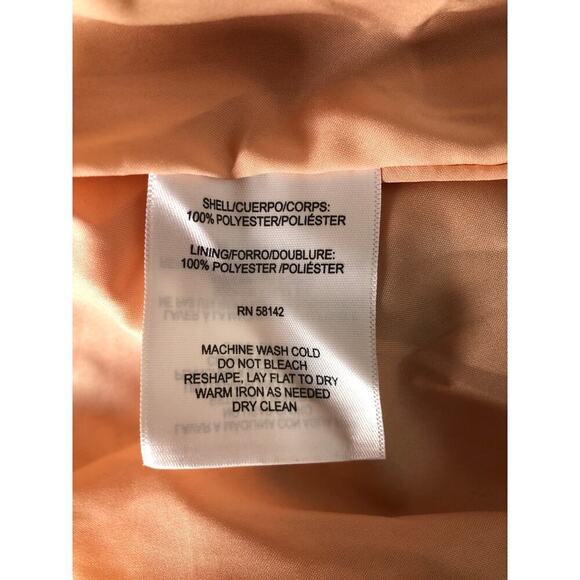 SHELL/CUERPO/CORPS:
100% POLYESTER/POLIÉSTER
LINING/FORRO/DOUBLURE:
100% POLYESTER /POLIÉSTER
RN 58142
MACHINE WASH COLD
DO NOT BLEACH
RESHAPE, LAY FLAT TO DRY
WARM IRON AS NEEDED
DRY CLEAN